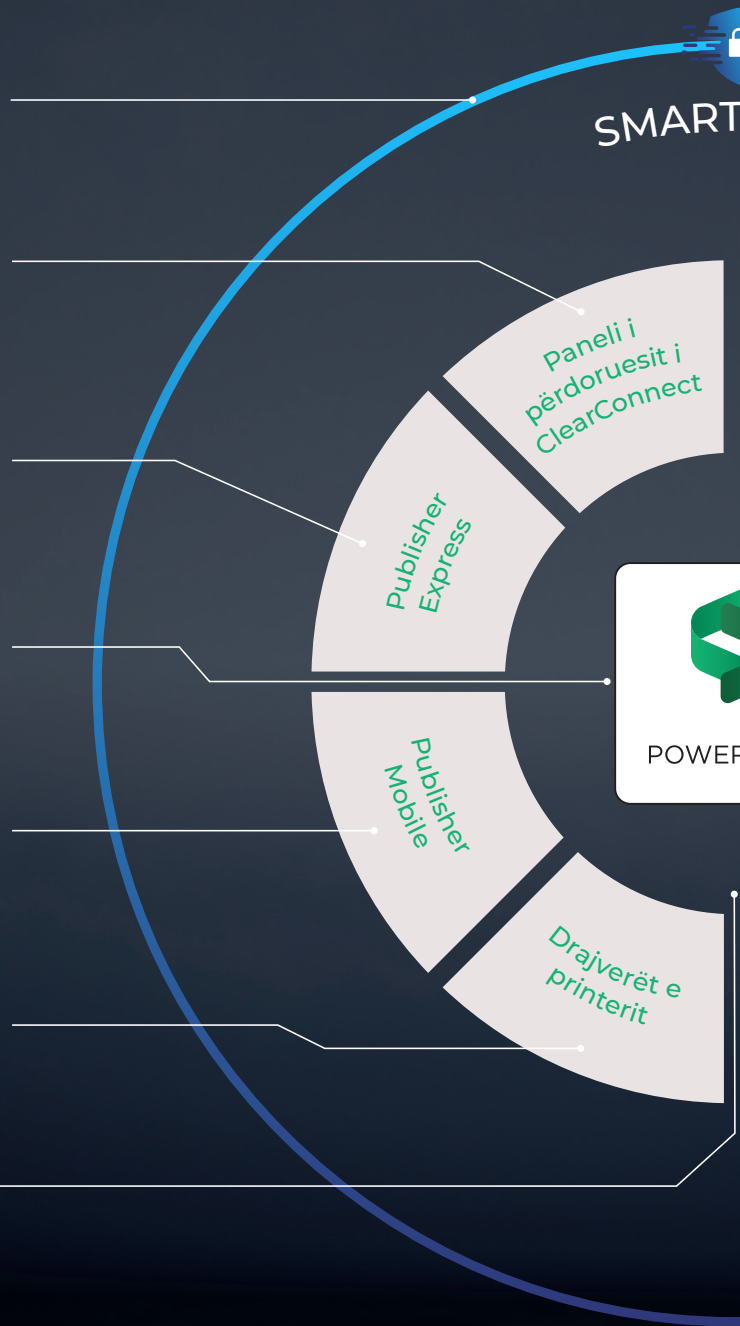 SMART
Paneli i
përdoruesit i
ClearConnect
Publisher
Express
POWER
Publisher
Mobile
Drajverët e
printerit